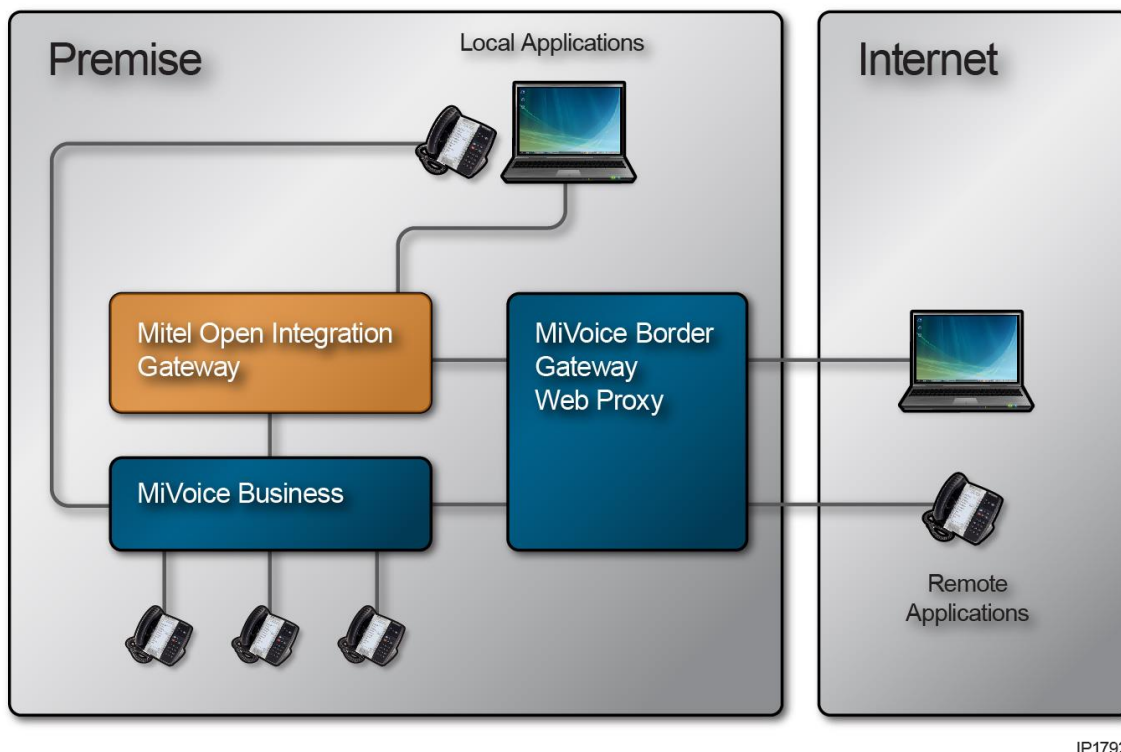 Premise
Local Applications
Internet
Mitel Open Integration
Gateway
MiVoice Border
Gateway
Web Proxy
MiVoice Business
Remote
Applications